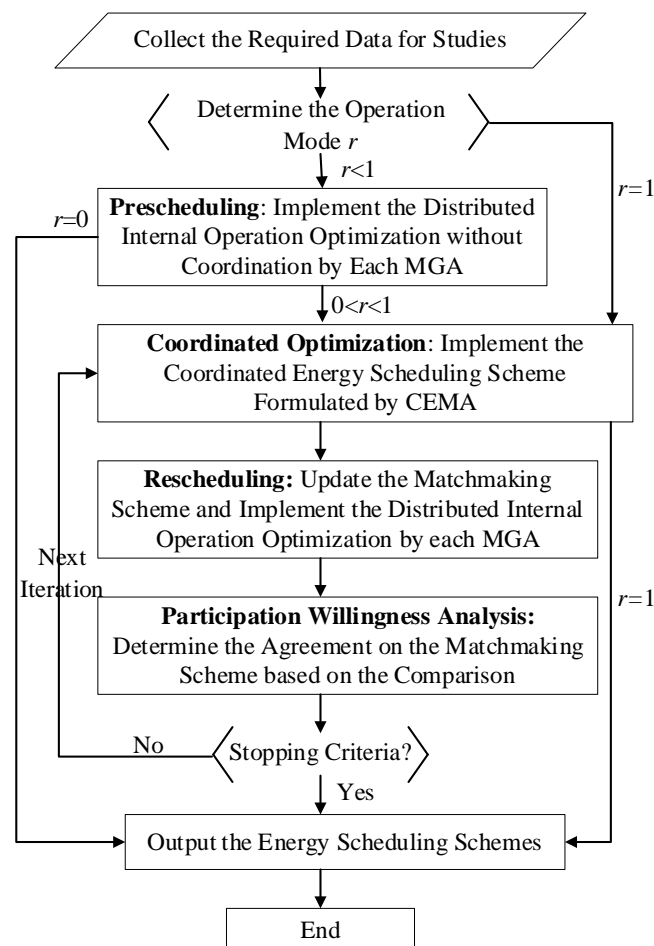 Collect the Required Data for Studies
Determine the Operation
Mode r
r<1
r=1
r=0
Prescheduling: Implement the Distributed
Internal Operation Optimization without
Coordination by Each MGA
0<r<1
Coordinated Optimization: Implement the
Coordinated Energy Scheduling Scheme
Formulated by CEMA
Rescheduling: Update the Matchmaking
Scheme and Implement the Distributed Internal
Operation Optimization by each MGA
Next
Iteration
r=1
Participation Willingness Analysis:
Determine the Agreement on the Matchmaking
Scheme based on the Comparison
No
Stopping Criteria?
Yes
Output the Energy Scheduling Schemes
End